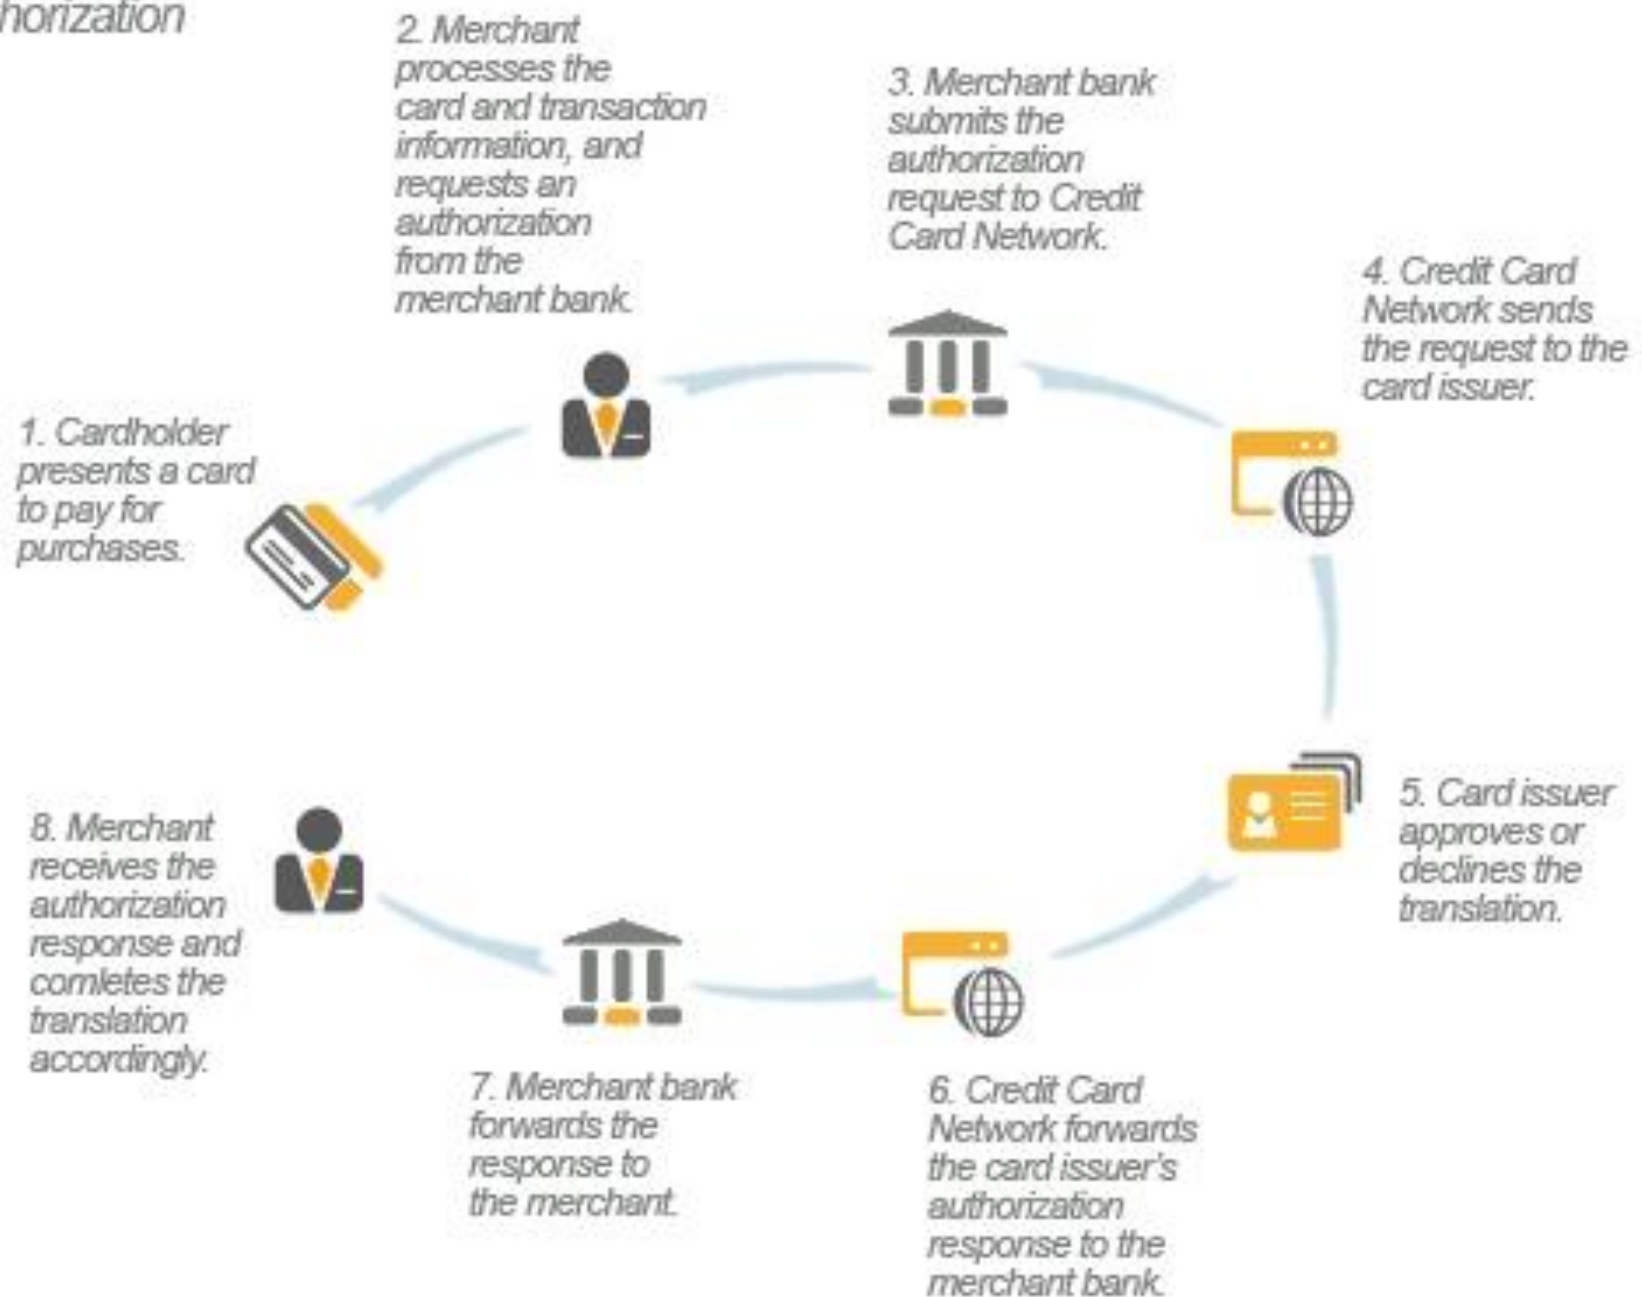 horization
1. Cardholder
presents a card
to pay for
purchases.
2. Merchant
processes the
card and transaction
information, and
requests an
authorization
from the
merchant bank.
3. Merchant bank
submits the
authorization
request to Credit
Card Network.
4. Credit Card
Network sends
the request to the
card issuer.
5. Card issuer
approves or
declines the
translation.
6. Credit Card
Network forwards
the card issuer's
authorization
response to the
merchant bank.
7. Merchant bank
forwards the
response to
the merchant.
8. Merchant
receives the
authorization
response and
comletes the
translation
accordingly.